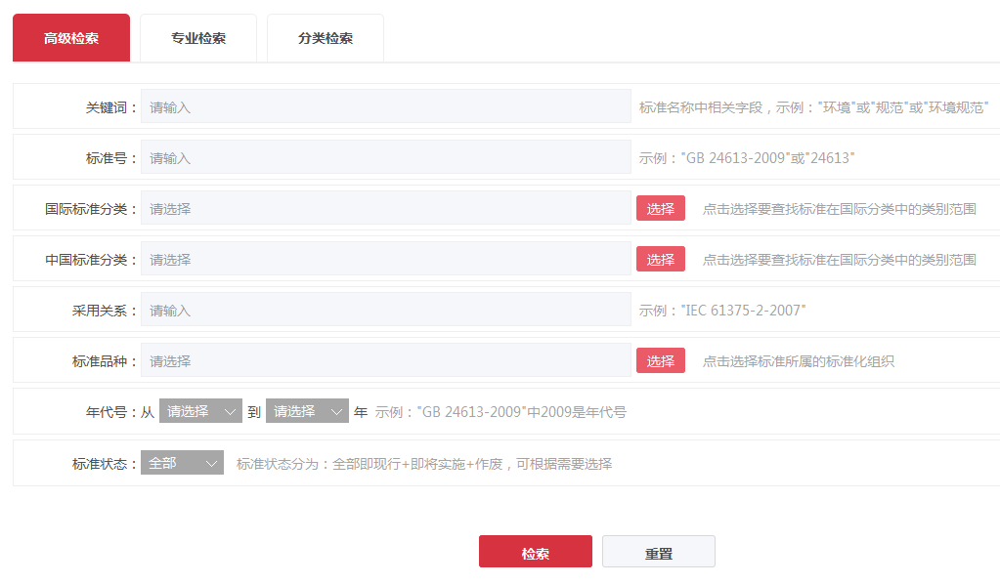 高级检索 专业检索 分类检索
关键词： 请输入 标准名称中相关字段，示例："环境"或"规范"或"环境规范"
标准号： 请输入 示例："GB 24613-2009"或"24613"
国际标准分类： 请选择 选择 点击选择要查找标准在国际分类中的类别范围
中国标准分类： 请选择 选择 点击选择要查找标准在国际分类中的类别范围
采用关系： 请输入 示例："IEC 61375-2-2007"
标准品种： 请选择 选择 点击选择标准所属的标准化组织
年代号：从 请选择 到 请选择 年 示例："GB 24613-2009"中2009是年代号
标准状态： 全部 标准状态分为：全部即现行+即将实施+作废，可根据需要选择
检索 重置